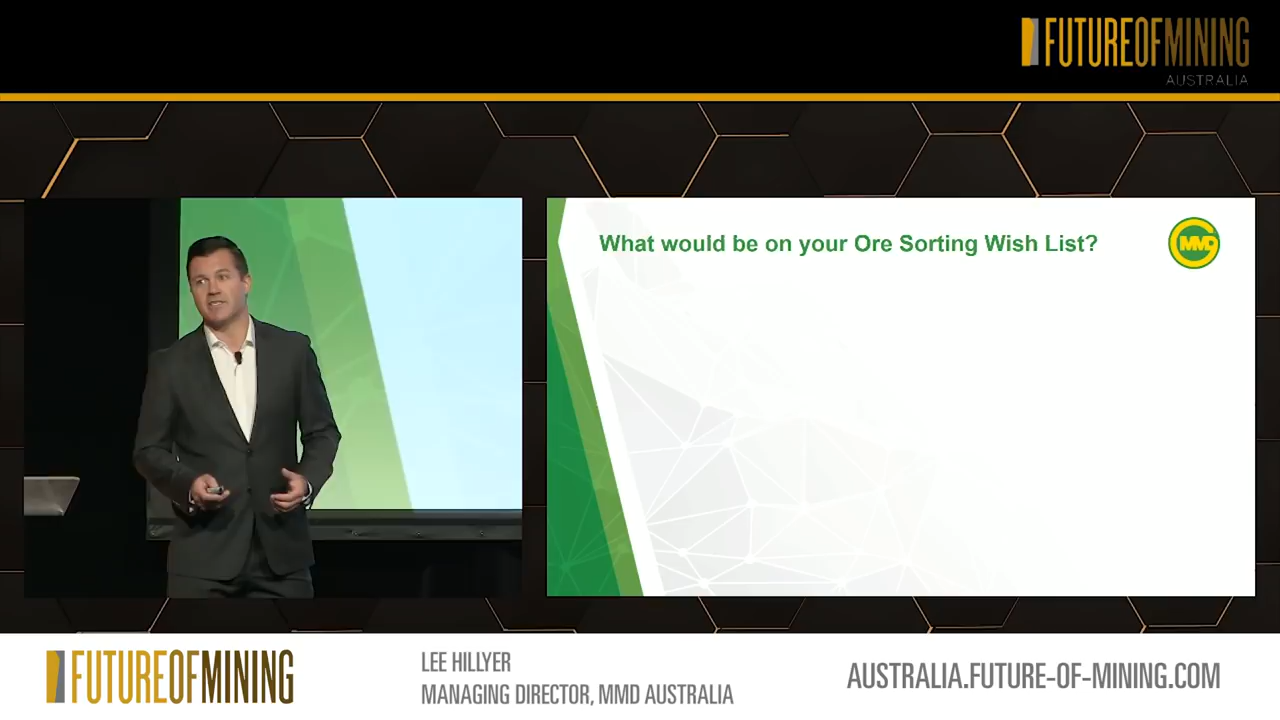 FUTUREOFMINING
AUSTRALIA
What would be on your Ore Sorting Wish List?
MMD
FUTUREOFMINING
LEE HILLYER
MANAGING DIRECTOR, MMD AUSTRALIA
AUSTRALIA.FUTURE-OF-MINING.COM